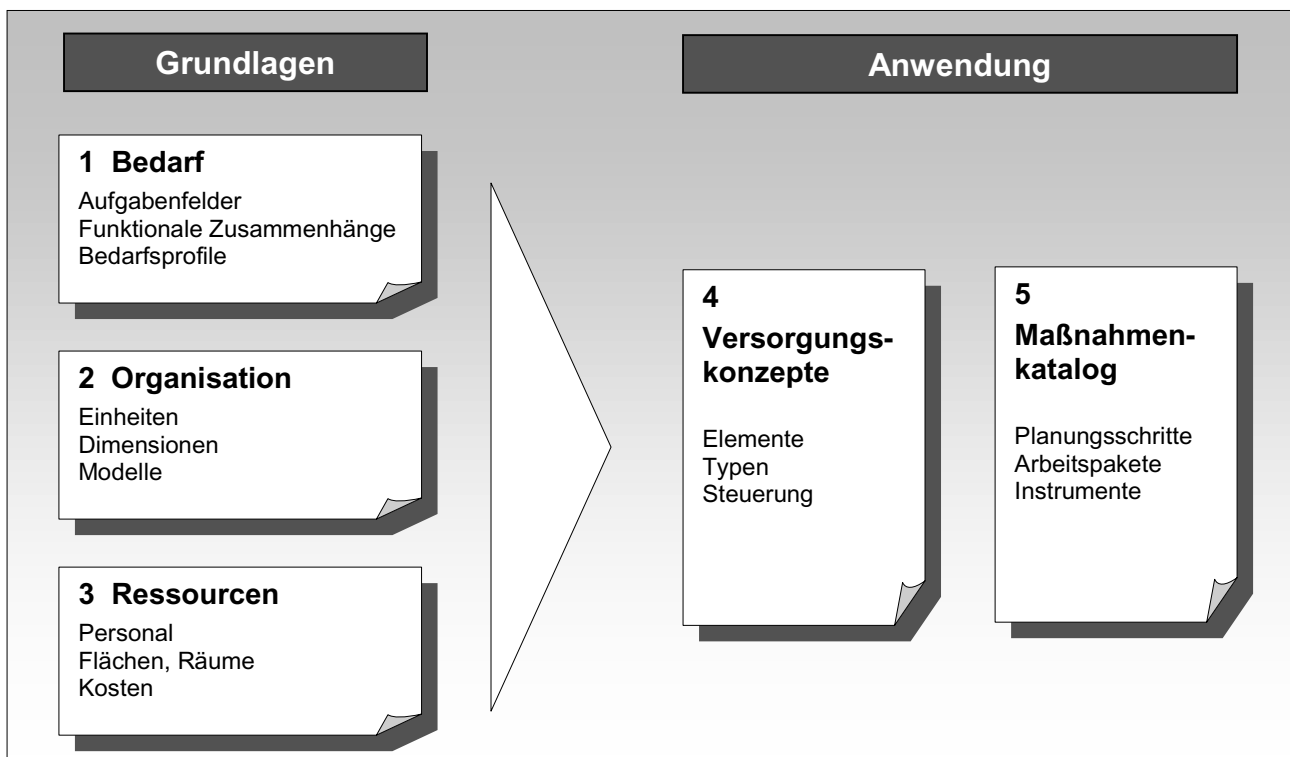 Grundlagen
Anwendung
1 Bedarf
Aufgabenfelder
Funktionale Zusammenhänge
Bedarfsprofile
2 Organisation
Einheiten
Dimensionen
Modelle
3 Ressourcen
Personal
Flächen, Räume
Kosten
4
Versorgungs-
konzepte
Elemente
Typen
Steuerung
5
Maßnahmen-
katalog
Planungsschritte
Arbeitspakete
Instrumente